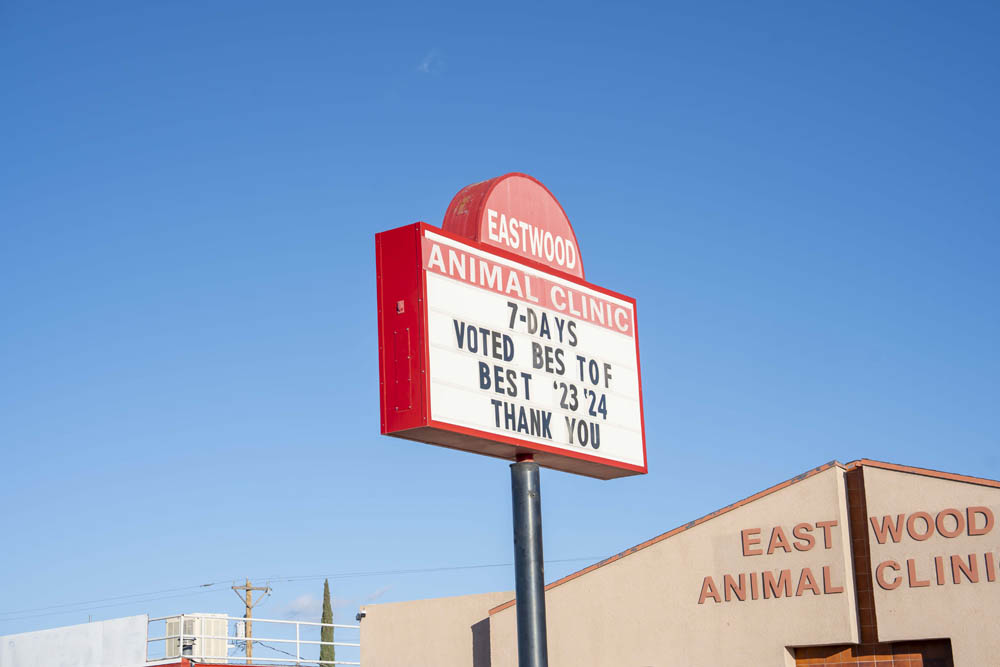 EASTWOOD
ANIMAL CLINIC
7-DAYS
VOTED BES TOF
BEST '23 '24
THANK YOU
EAST WOOD
ANIMAL CLINI